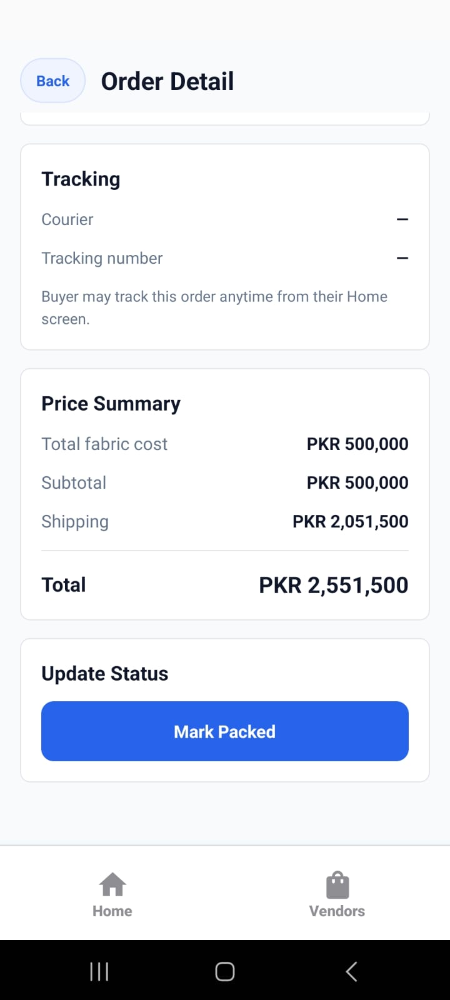 Back
Order Detail
Tracking
Courier –
Tracking number –
Buyer may track this order anytime from their Home
screen.
Price Summary
Total fabric cost PKR 500,000
Subtotal PKR 500,000
Shipping PKR 2,051,500
Total PKR 2,551,500
Update Status
Mark Packed
Home
Vendors